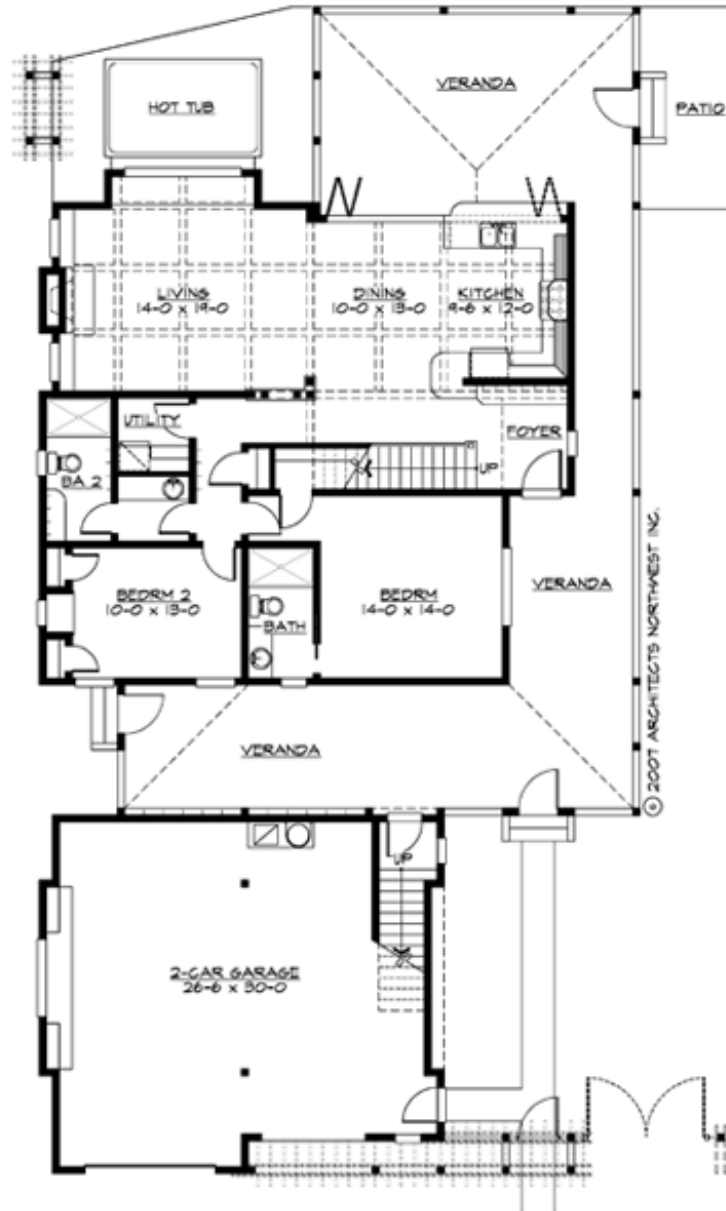 VERANDA
PATIO
HOT TUB
LIVING
14-0 x 19-0
DINING
10-0 x 13-0
KITCHEN
9-6 x 12-0
UTILITY
FOYER
BA 2
UP
BEDRM 2
10-0 x 13-0
BATH
BEDRM
14-0 x 14-0
VERANDA
© 2007 ARCHITECTS NORTHWEST INC.
VERANDA
UP
2-CAR GARAGE
26-6 x 30-0